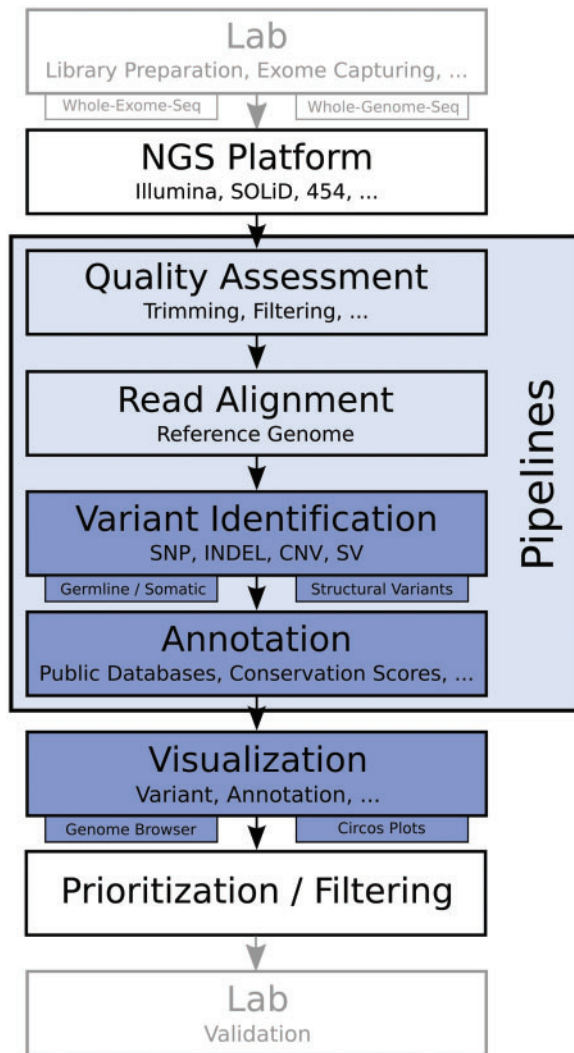 Lab
Library Preparation, Exome Capturing, ...
Whole-Exome-Seq
Whole-Genome-Seq
NGS Platform
Illumina, SOLiD, 454, ...
Pipelines
Quality Assessment
Trimming, Filtering, ...
Read Alignment
Reference Genome
Variant Identification
SNP, INDEL, CNV, SV
Germline / Somatic
Structural Variants
Annotation
Public Databases, Conservation Scores, ...
Visualization
Variant, Annotation, ...
Genome Browser
Circos Plots
Prioritization / Filtering
Lab
Validation